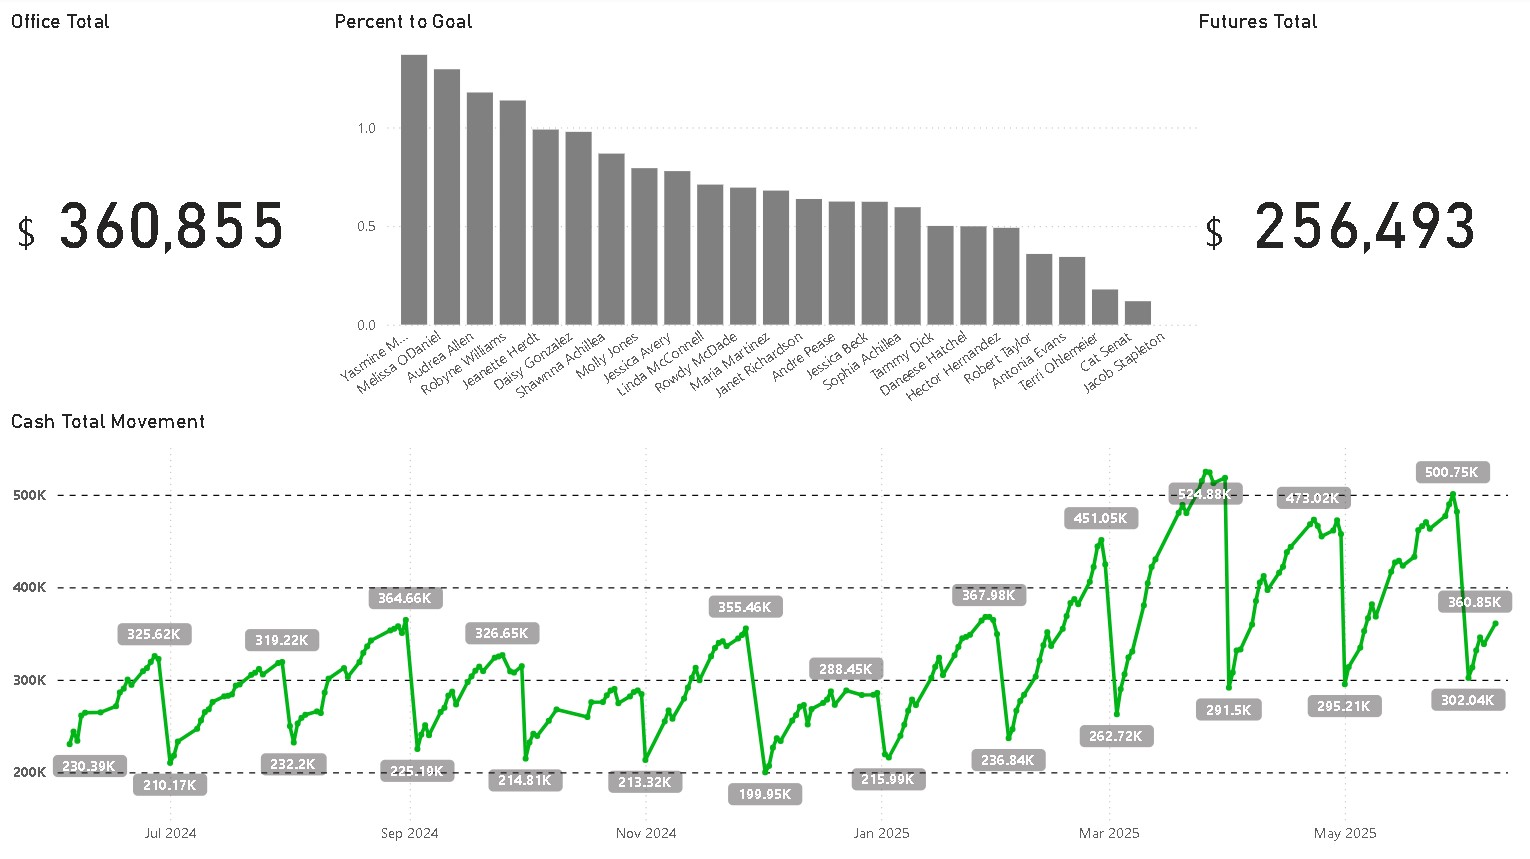 Office Total
Percent to Goal
Futures Total
$ 360,855
1.0
0.5
0.0
Yasmine M...
Melissa ODaniel
Audrea Allen
Robyne Williams
Jeanette Herdt
Daisy Gonzalez
Shawnna Achillea
Molly Jones
Jessica Avery
Linda McConnell
Rowdy McDade
Maria Martinez
Janet Richardson
Andre Pease
Jessica Beck
Sophia Achillea
Tammy Dick
Daneese Hatchel
Hector Hernandez
Robert Taylor
Antonia Evans
Terri Ohlemeier
Cat Senat
Jacob Stapleton
$ 256,493
Cash Total Movement
500K
400K
300K
200K
230.39K
325.62K
210.17K
319.22K
232.2K
364.66K
225.19K
326.65K
214.81K
213.32K
355.46K
199.95K
288.45K
215.99K
367.98K
236.84K
451.05K
262.72K
524.88K
291.5K
473.02K
295.21K
500.75K
302.04K
360.85K
Jul 2024
Sep 2024
Nov 2024
Jan 2025
Mar 2025
May 2025